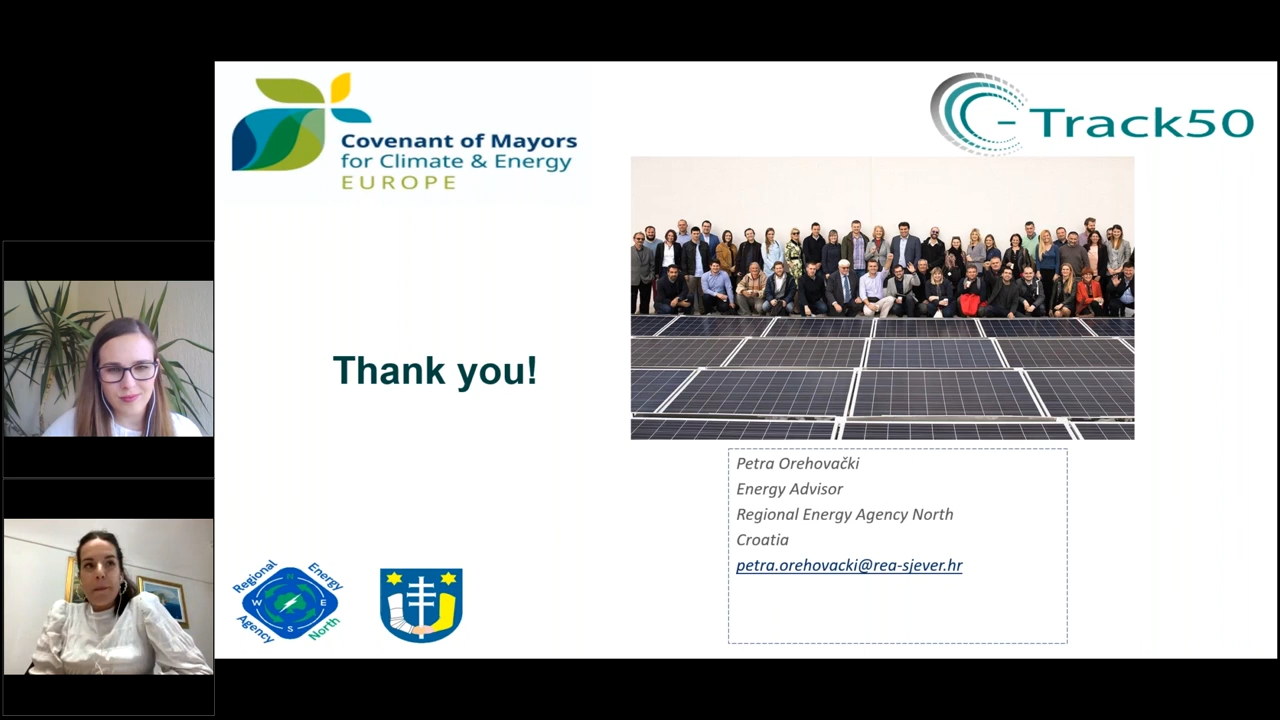 Covenant of Mayors
for Climate & Energy
EUROPE
C-Track50
Thank you!
Petra Orehovački
Energy Advisor
Regional Energy Agency North
Croatia
petra.orehovacki@rea-sjever.hr
Regional Energy
N
W E
S
Agency North